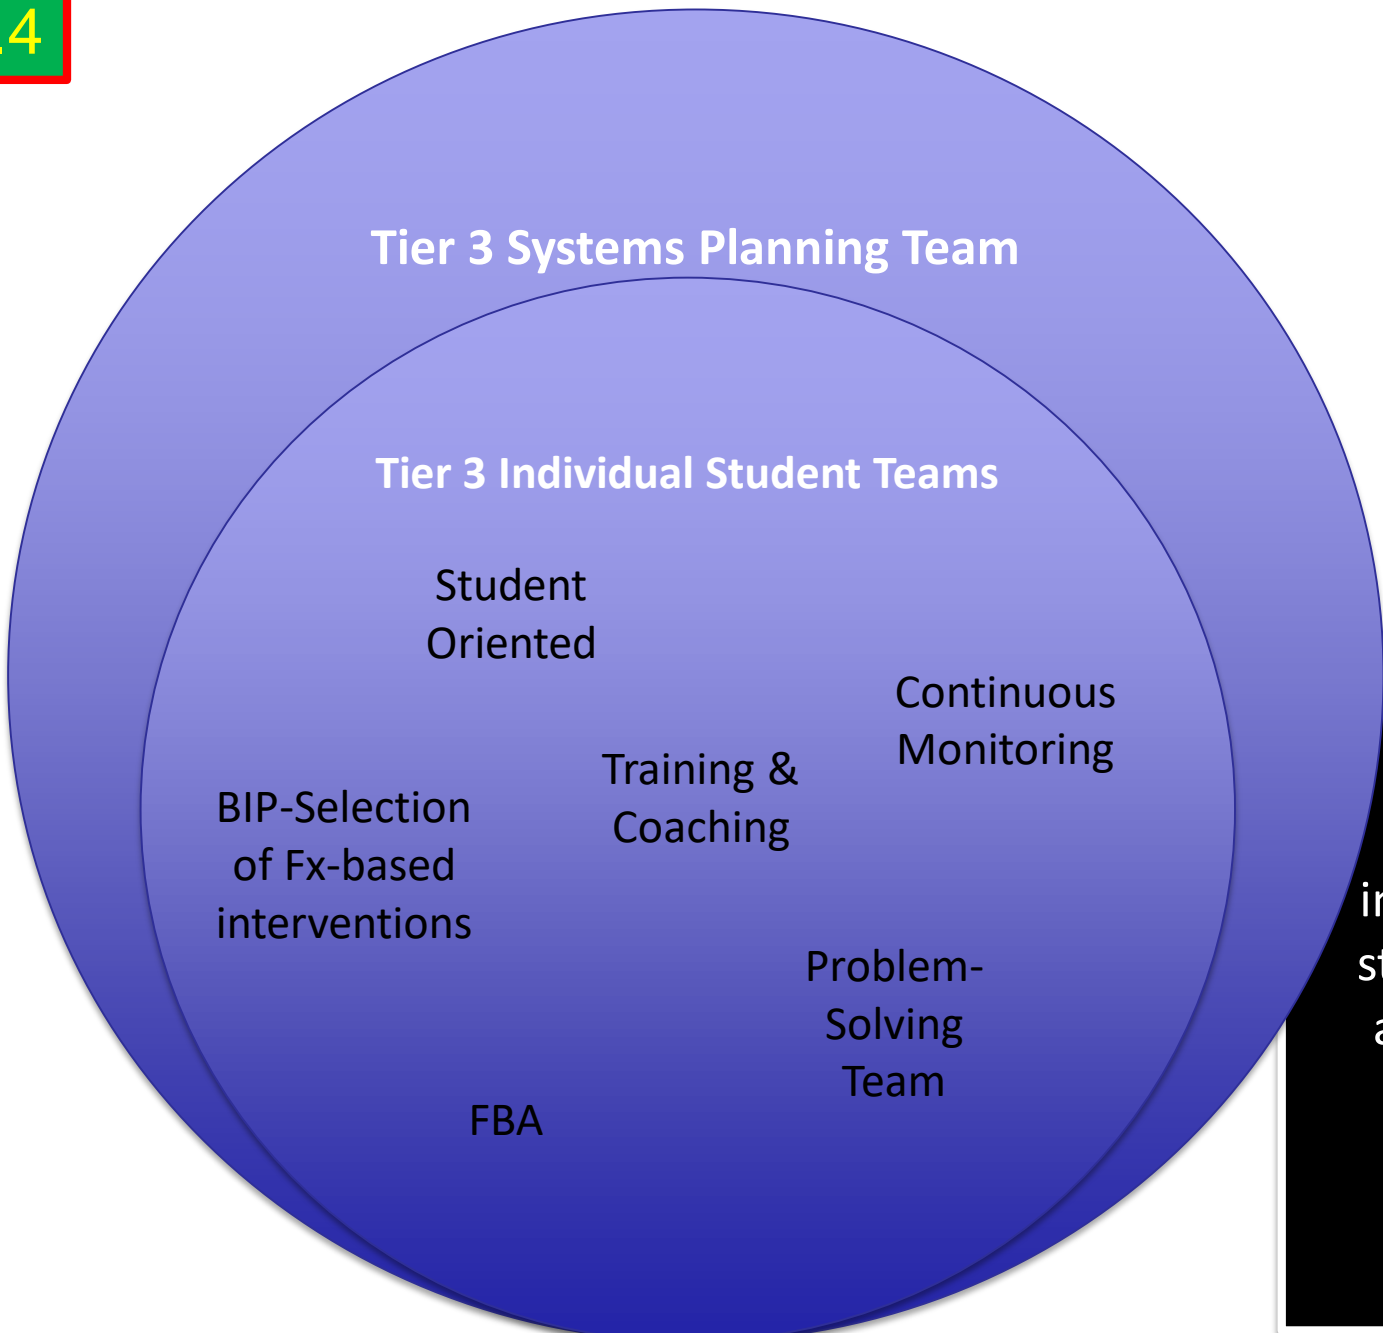 .4
Tier 3 Systems Planning Team
Tier 3 Individual Student Teams
Student
Oriented
Continuous
Monitoring
Training &
Coaching
BIP-Selection
of Fx-based
interventions
Problem-
Solving
Team
FBA